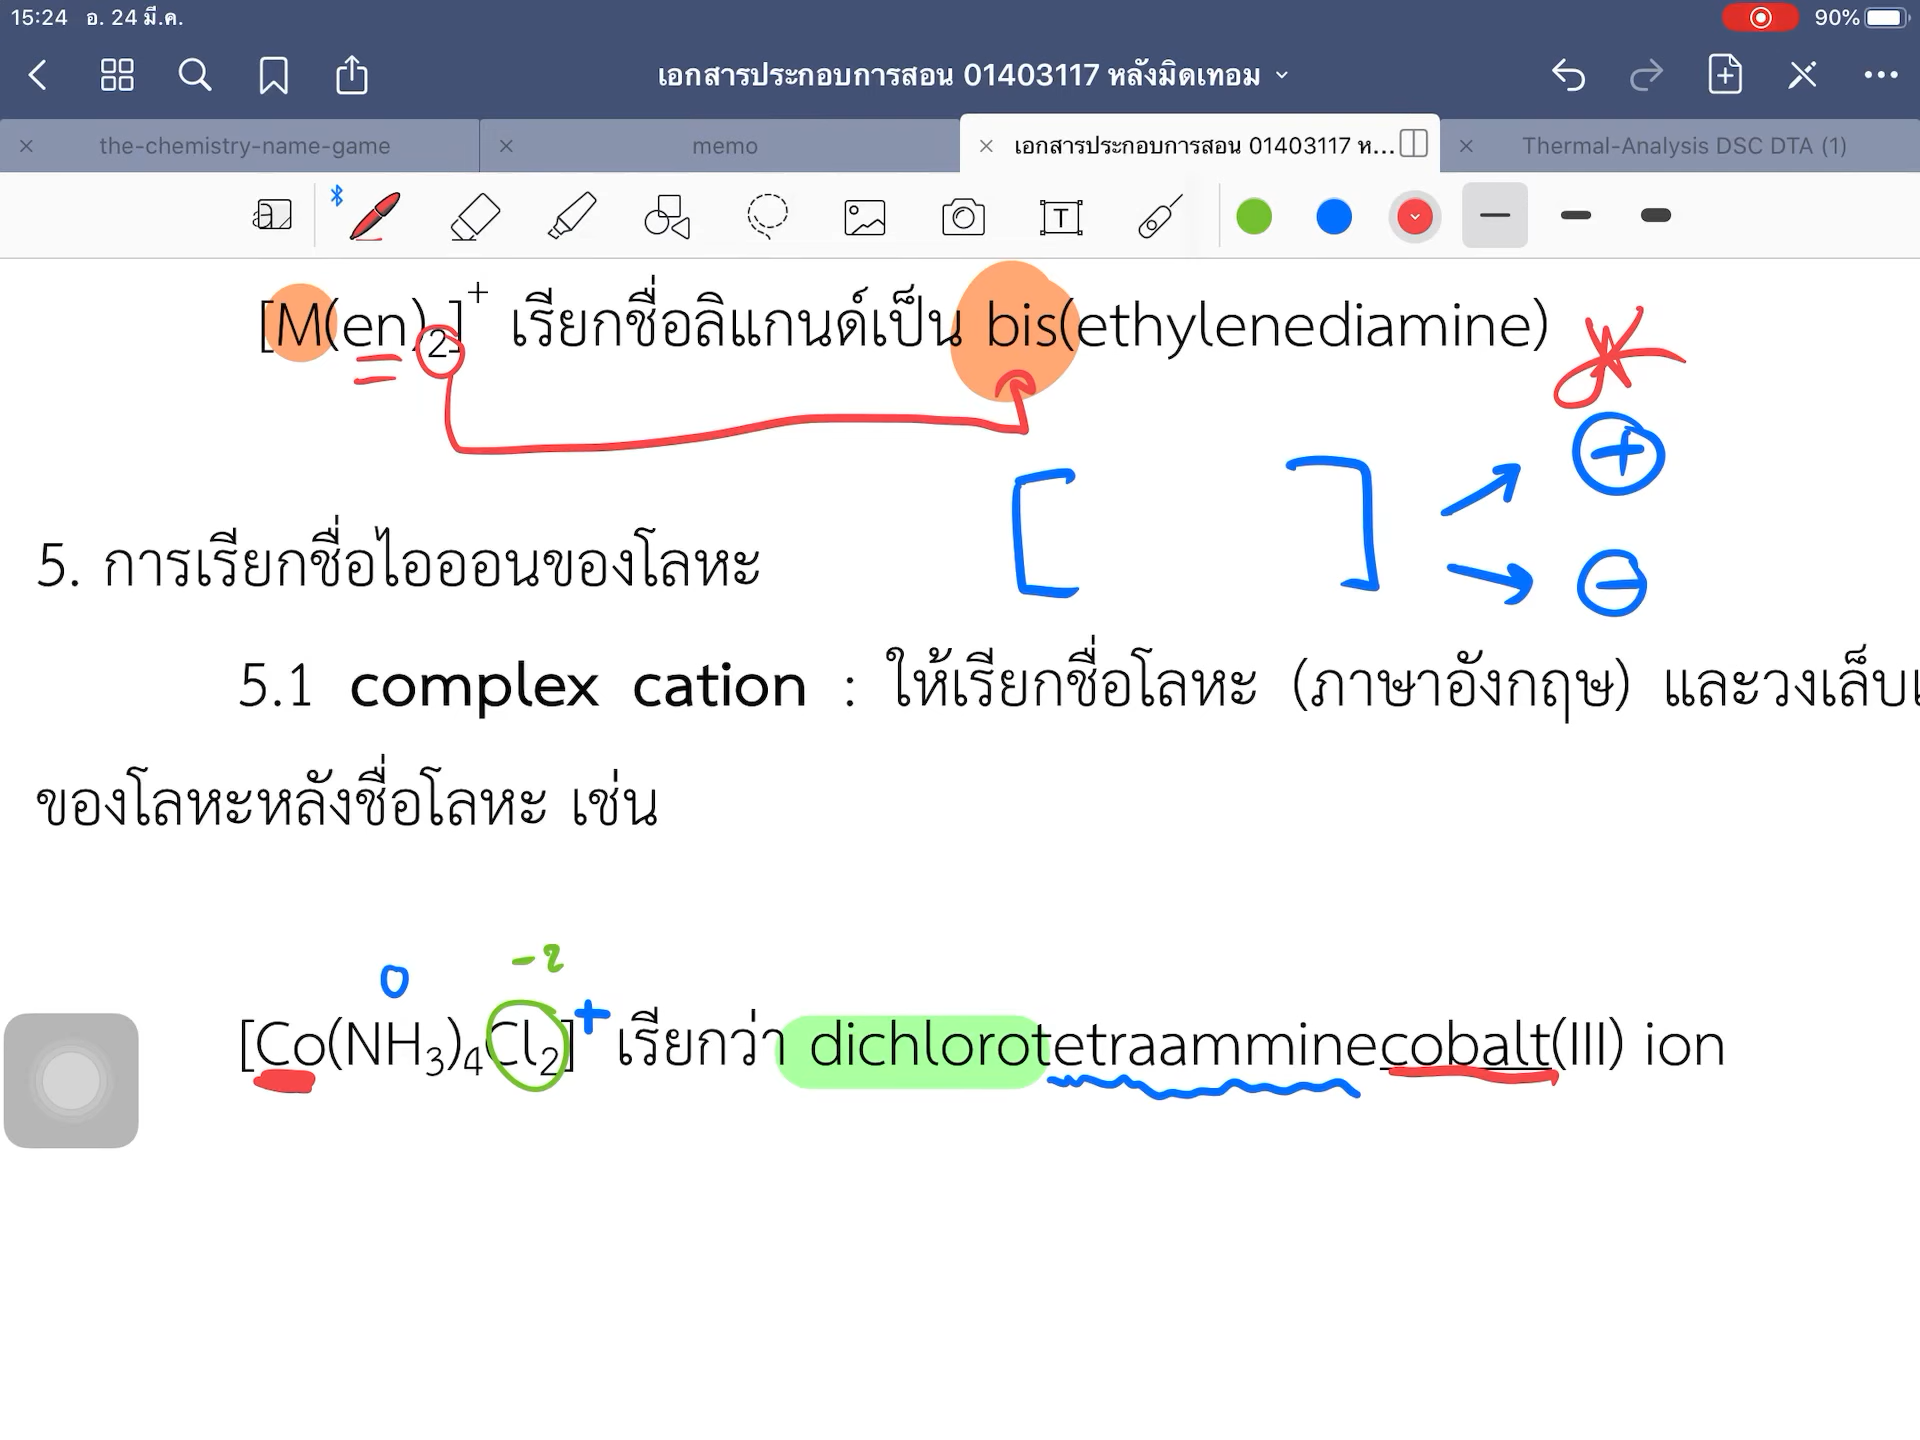 15:24 อ. 24 มี.ค. 90%
เอกสารประกอบการสอน 01403117 หลังมิดเทอม
the-chemistry-name-game memo เอกสารประกอบการสอน 01403117 ห... Thermal-Analysis DSC DTA (1)
[M(en)₂]⁺ เรียกชื่อลิแกนด์เป็น bis(ethylenediamine)
[ ] → +
→ −
5. การเรียกชื่อไอออนของโลหะ
5.1 complex cation : ให้เรียกชื่อโลหะ (ภาษาอังกฤษ) และวงเล็บ
ของโลหะหลังชื่อโลหะ เช่น
0 -2
[Co(NH₃)₄Cl₂]⁺ เรียกว่า dichlorotetraamminecobalt(III) ion